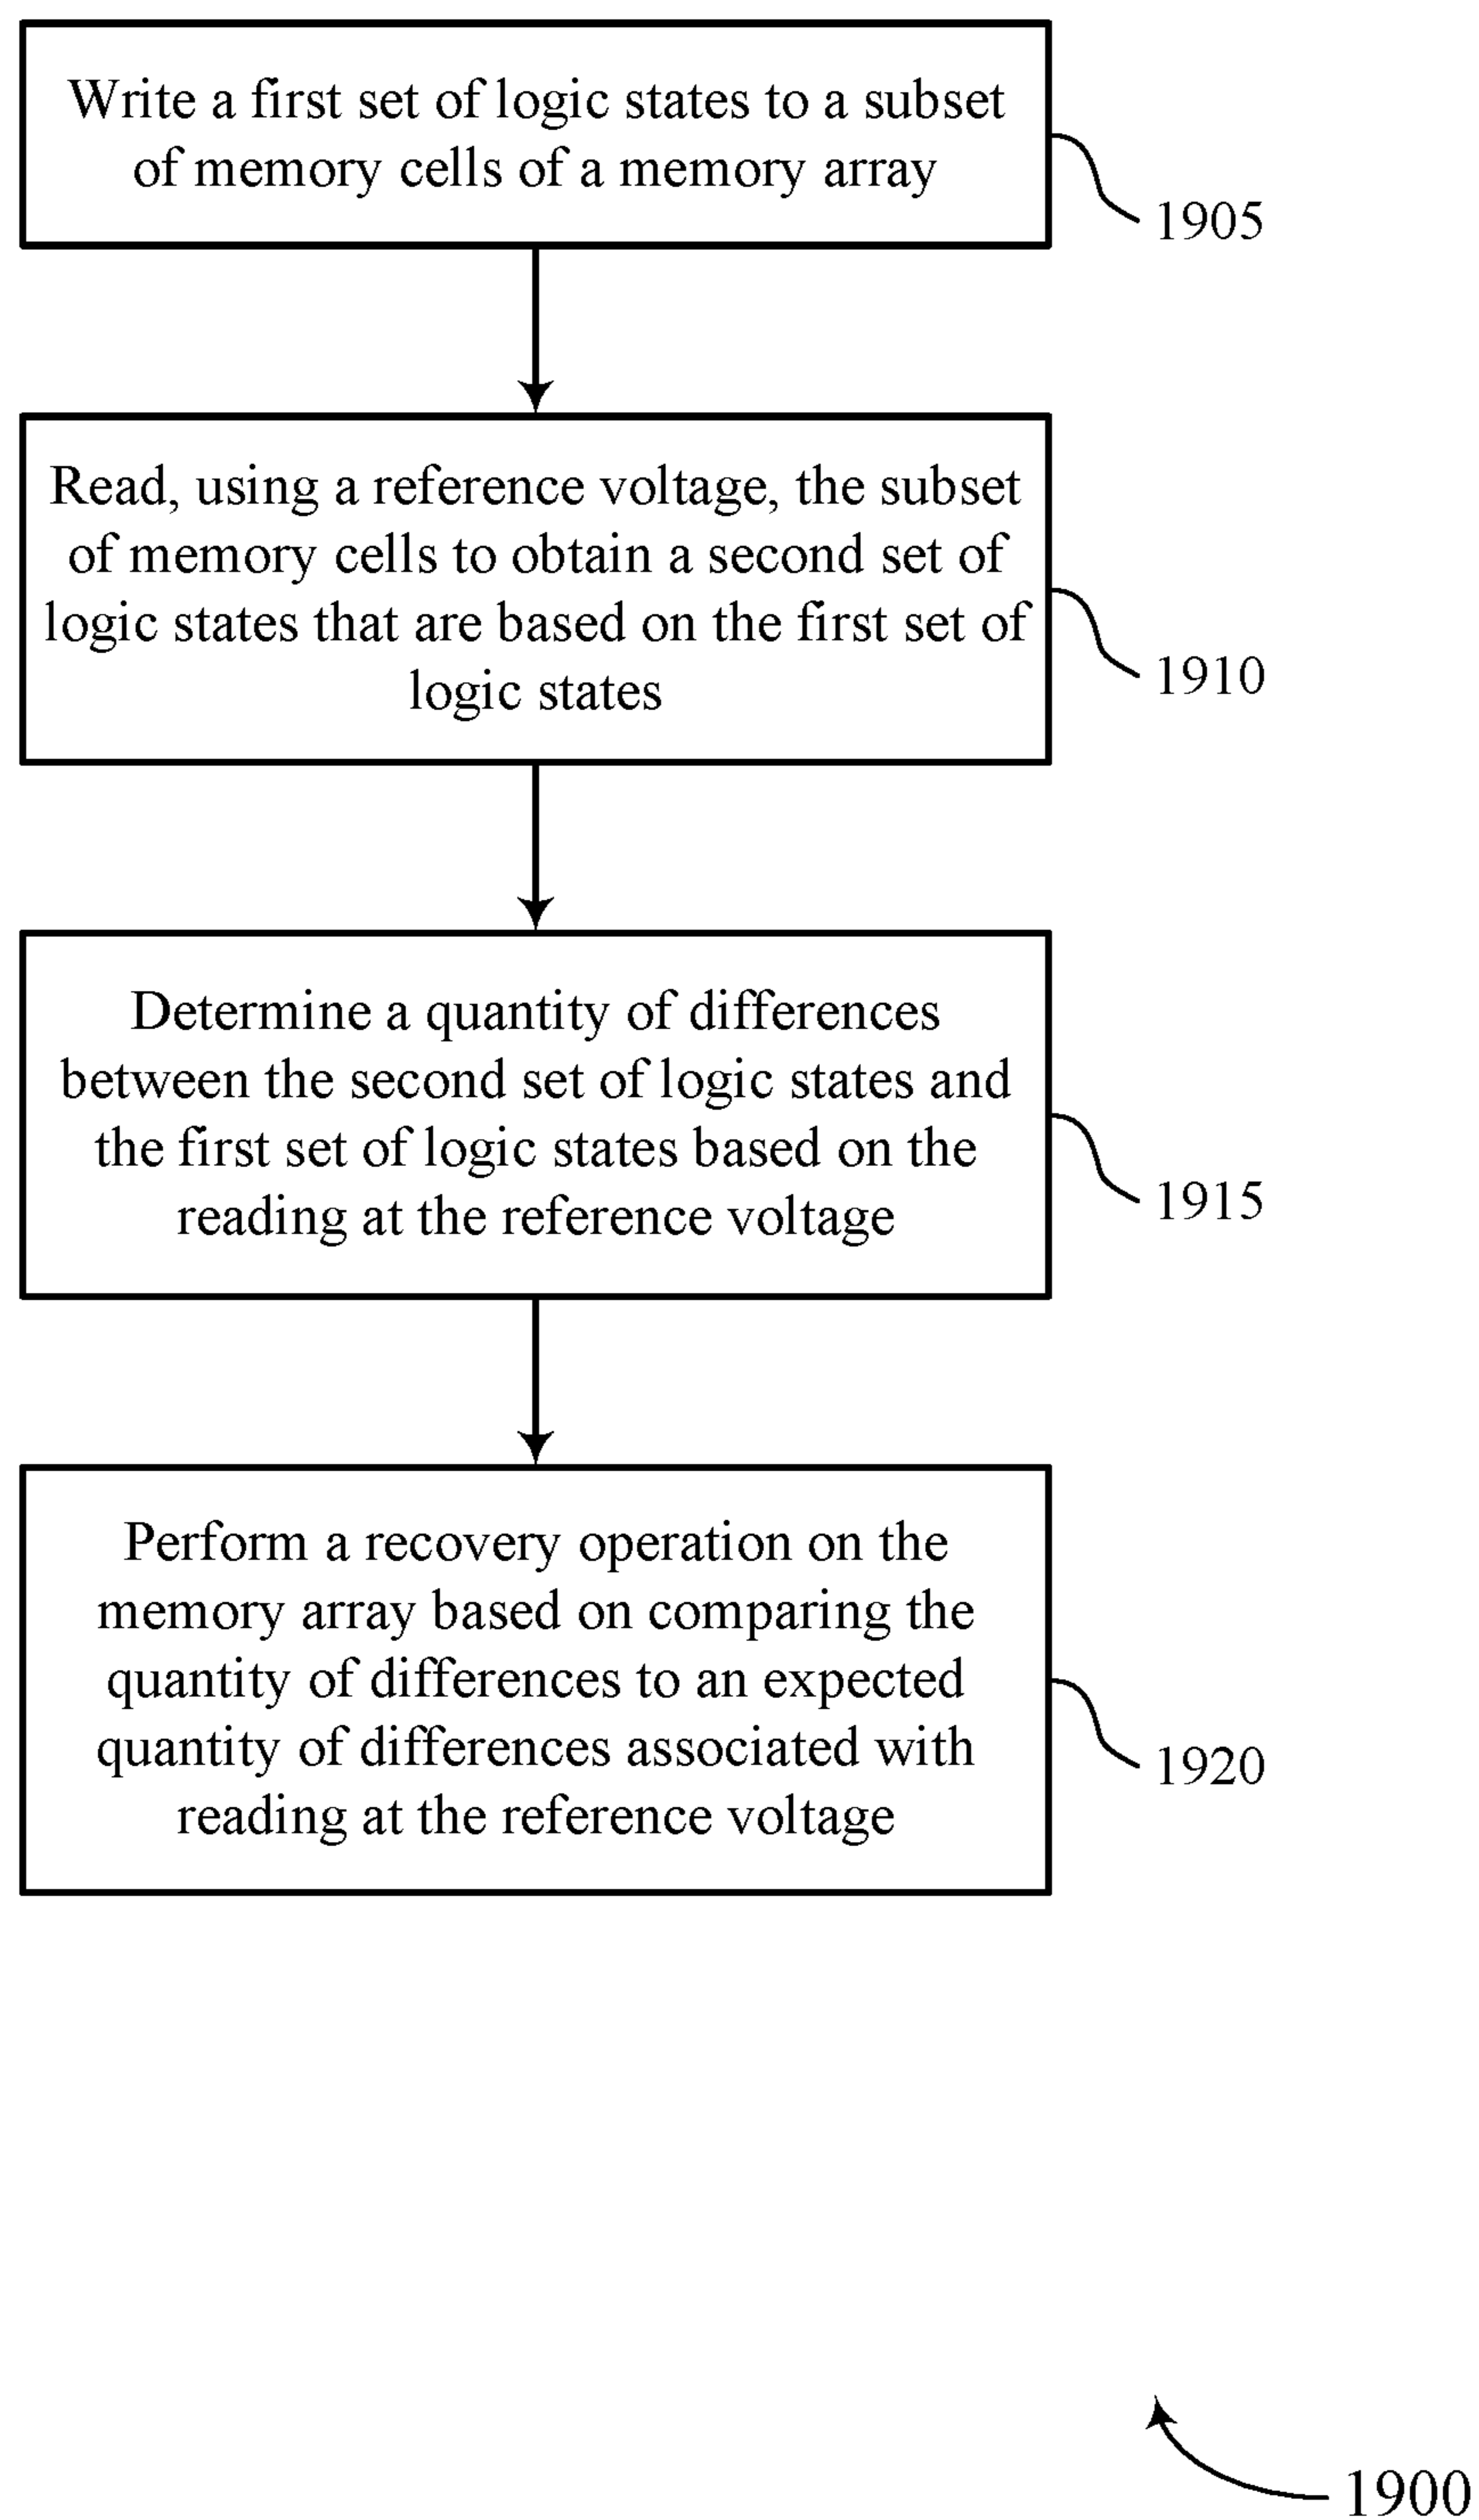 Write a first set of logic states to a subset
of memory cells of a memory array
1905
Read, using a reference voltage, the subset
of memory cells to obtain a second set of
logic states that are based on the first set of
logic states
1910
Determine a quantity of differences
between the second set of logic states and
the first set of logic states based on the
reading at the reference voltage
1915
Perform a recovery operation on the
memory array based on comparing the
quantity of differences to an expected
quantity of differences associated with
reading at the reference voltage
1920
1900